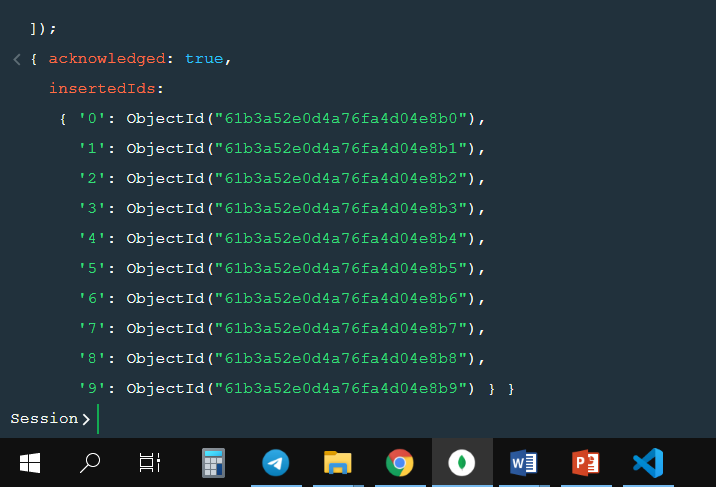 ]);
{ acknowledged: true,
insertedIds:
{ '0': ObjectId("61b3a52e0d4a76fa4d04e8b0"),
'1': ObjectId("61b3a52e0d4a76fa4d04e8b1"),
'2': ObjectId("61b3a52e0d4a76fa4d04e8b2"),
'3': ObjectId("61b3a52e0d4a76fa4d04e8b3"),
'4': ObjectId("61b3a52e0d4a76fa4d04e8b4"),
'5': ObjectId("61b3a52e0d4a76fa4d04e8b5"),
'6': ObjectId("61b3a52e0d4a76fa4d04e8b6"),
'7': ObjectId("61b3a52e0d4a76fa4d04e8b7"),
'8': ObjectId("61b3a52e0d4a76fa4d04e8b8"),
'9': ObjectId("61b3a52e0d4a76fa4d04e8b9") } }
Session>
W P